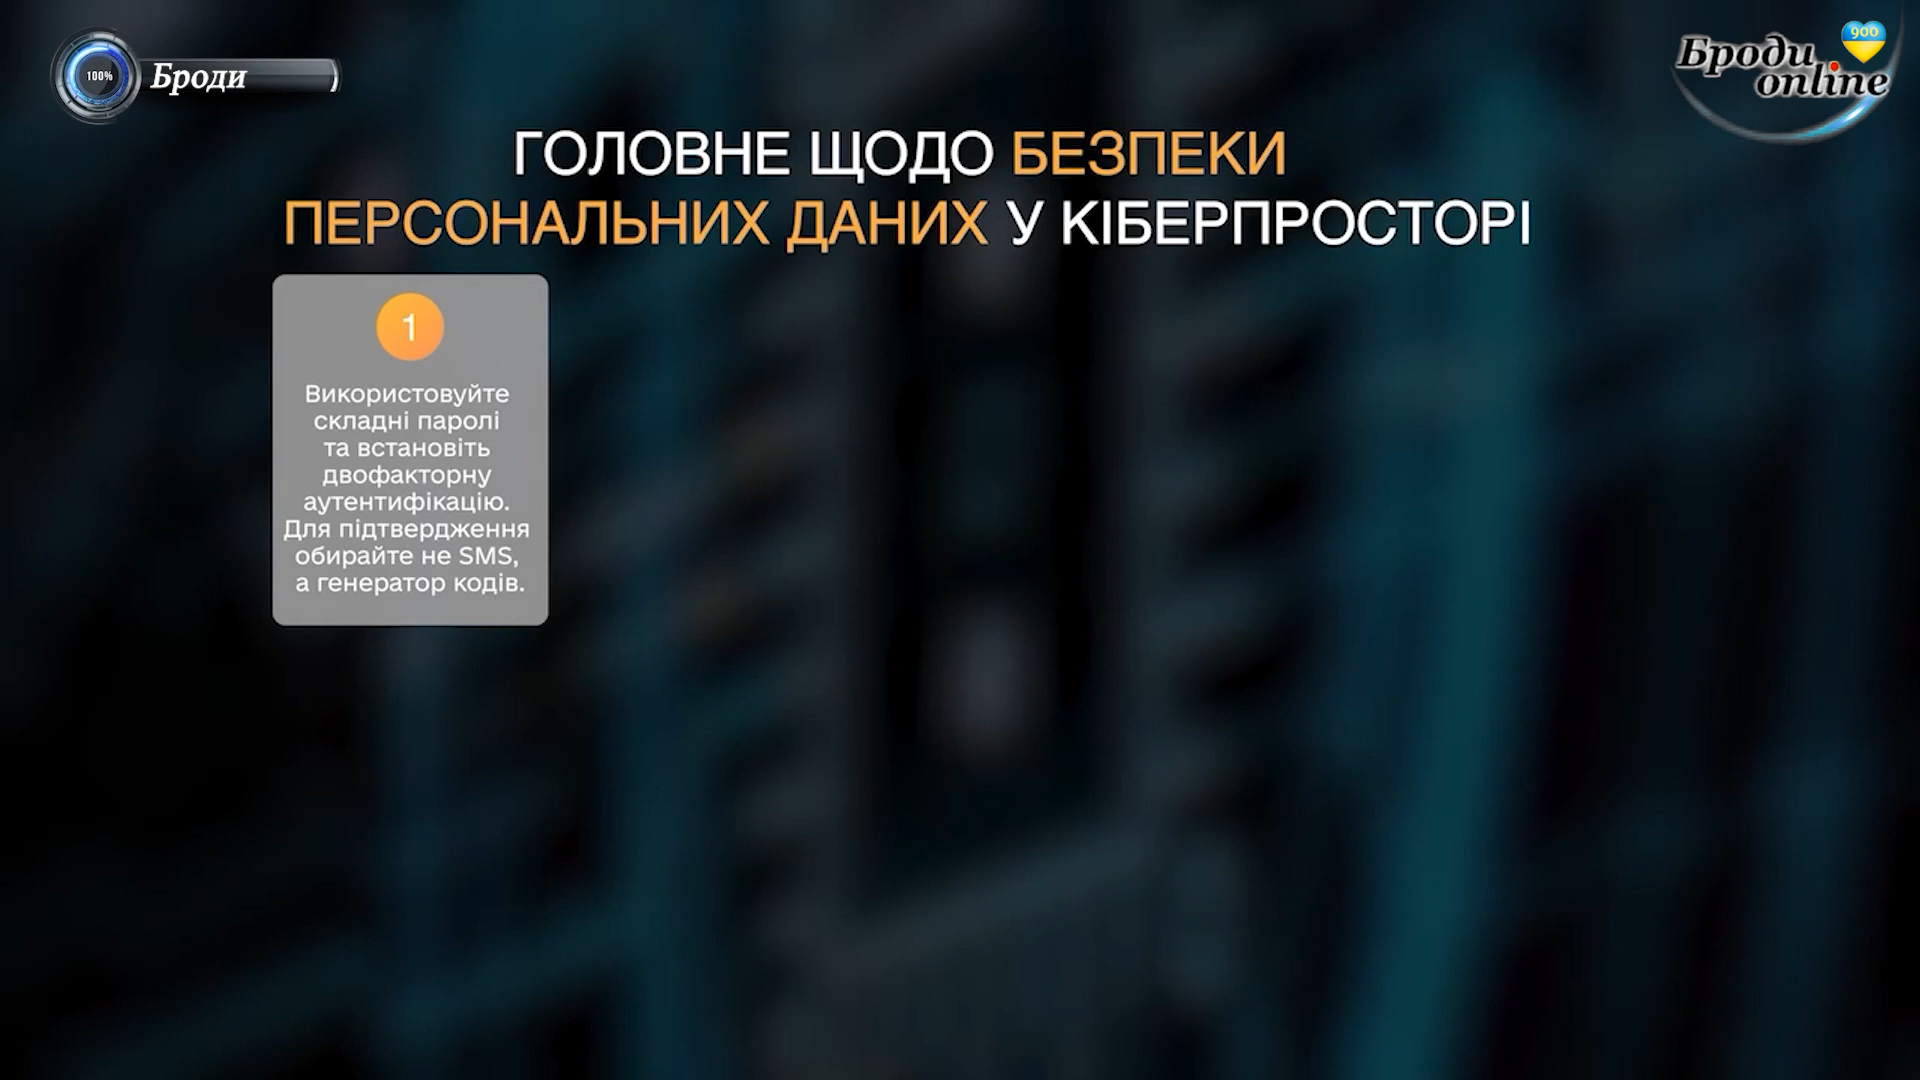 100%
Броди
Броди
900
online
ГОЛОВНЕ ЩОДО БЕЗПЕКИ
ПЕРСОНАЛЬНИХ ДАНИХ У КІБЕРПРОСТОРІ
1
Використовуйте
складні паролі
та встановіть
двофакторну
аутентифікацію.
Для підтвердження
обирайте не SMS,
а генератор кодів.